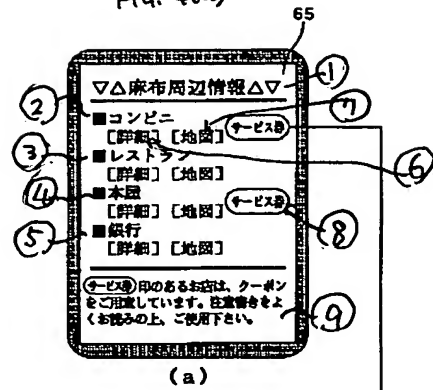 FIG. 
65
▽△麻布周辺情報△▽
①
②
■コンビニ
⑦
[詳細] [地図]
サービス券
⑥
③
■レストラン
[詳細] [地図]
④
■本屋
[詳細] [地図]
サービス券
⑧
⑤
■銀行
[詳細] [地図]
サービス券印のあるお店は、クーポン
をご用意しています。注意書きをよ
くお読みの上、ご使用下さい。
⑨
(a)